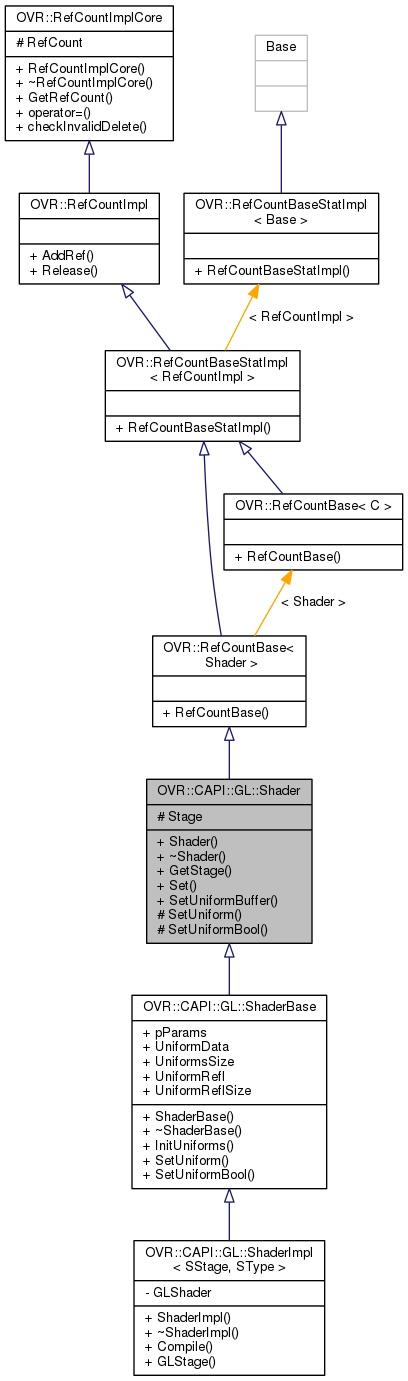 OVR::RefCountImplCore
# RefCount
+ RefCountImplCore()
+ ~RefCountImplCore()
+ GetRefCount()
+ operator=()
+ checkInvalidDelete()
Base
OVR::RefCountImpl
+ AddRef()
+ Release()
OVR::RefCountBaseStatImpl
< Base >
+ RefCountBaseStatImpl()
< RefCountImpl >
OVR::RefCountBaseStatImpl
< RefCountImpl >
+ RefCountBaseStatImpl()
OVR::RefCountBase< C >
+ RefCountBase()
< Shader >
OVR::RefCountBase<
Shader >
+ RefCountBase()
OVR::CAPI::GL::Shader
# Stage
+ Shader()
+ ~Shader()
+ GetStage()
+ Set()
+ SetUniformBuffer()
# SetUniform()
# SetUniformBool()
OVR::CAPI::GL::ShaderBase
+ pParams
+ UniformData
+ UniformsSize
+ UniformRefl
+ UniformReflSize
+ ShaderBase()
+ ~ShaderBase()
+ InitUniforms()
+ SetUniform()
+ SetUniformBool()
OVR::CAPI::GL::ShaderImpl
< SStage, SType >
- GLShader
+ ShaderImpl()
+ ~ShaderImpl()
+ Compile()
+ GLStage()